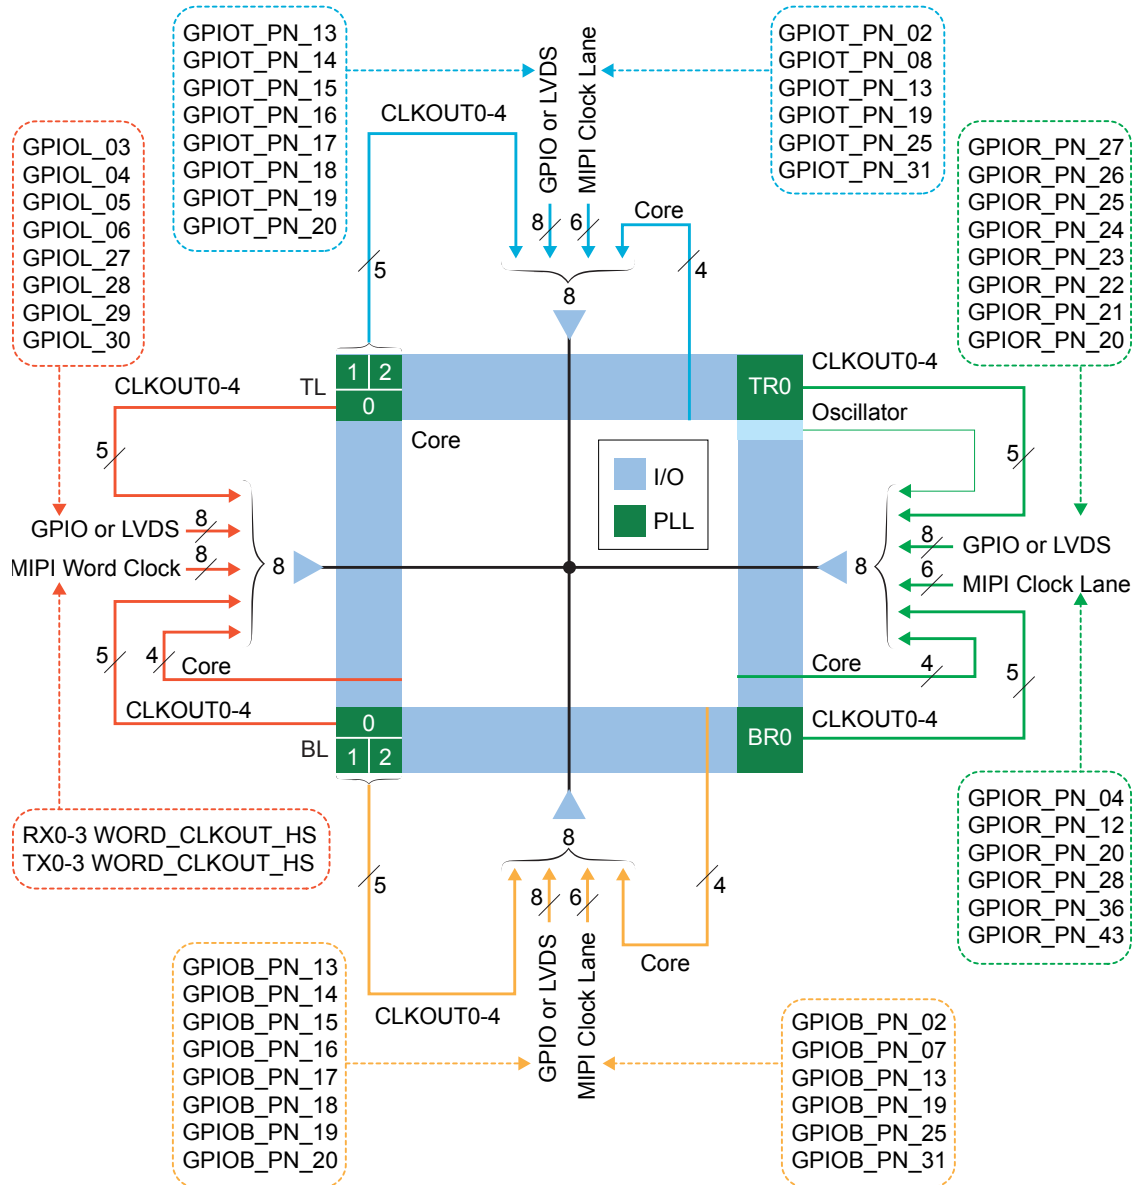 GPIOT_PN_13
GPIOT_PN_14
GPIOT_PN_15
GPIOT_PN_16
GPIOT_PN_17
GPIOT_PN_18
GPIOT_PN_19
GPIOT_PN_20
GPIO or LVDS
MIPI Clock Lane
GPIOT_PN_02
GPIOT_PN_08
GPIOT_PN_13
GPIOT_PN_19
GPIOT_PN_25
GPIOT_PN_31
GPIOL_03
GPIOL_04
GPIOL_05
GPIOL_06
GPIOL_27
GPIOL_28
GPIOL_29
GPIOL_30
CLKOUT0-4
5
8
6
Core
4
8
GPIOR_PN_27
GPIOR_PN_26
GPIOR_PN_25
GPIOR_PN_24
GPIOR_PN_23
GPIOR_PN_22
GPIOR_PN_21
GPIOR_PN_20
CLKOUT0-4
TL
1 2
0
TR0
CLKOUT0-4
Oscillator
Core
I/O
PLL
5
GPIO or LVDS
8
MIPI Word Clock
8
8
5
4
Core
CLKOUT0-4
5
8
8
GPIO or LVDS
6
MIPI Clock Lane
Core
4
5
CLKOUT0-4
BL
0
1 2
BR0
RX0-3 WORD_CLKOUT_HS
TX0-3 WORD_CLKOUT_HS
GPIOR_PN_04
GPIOR_PN_12
GPIOR_PN_20
GPIOR_PN_28
GPIOR_PN_36
GPIOR_PN_43
8
5
8
6
4
Core
CLKOUT0-4
GPIO or LVDS
MIPI Clock Lane
GPIOB_PN_13
GPIOB_PN_14
GPIOB_PN_15
GPIOB_PN_16
GPIOB_PN_17
GPIOB_PN_18
GPIOB_PN_19
GPIOB_PN_20
GPIOB_PN_02
GPIOB_PN_07
GPIOB_PN_13
GPIOB_PN_19
GPIOB_PN_25
GPIOB_PN_31